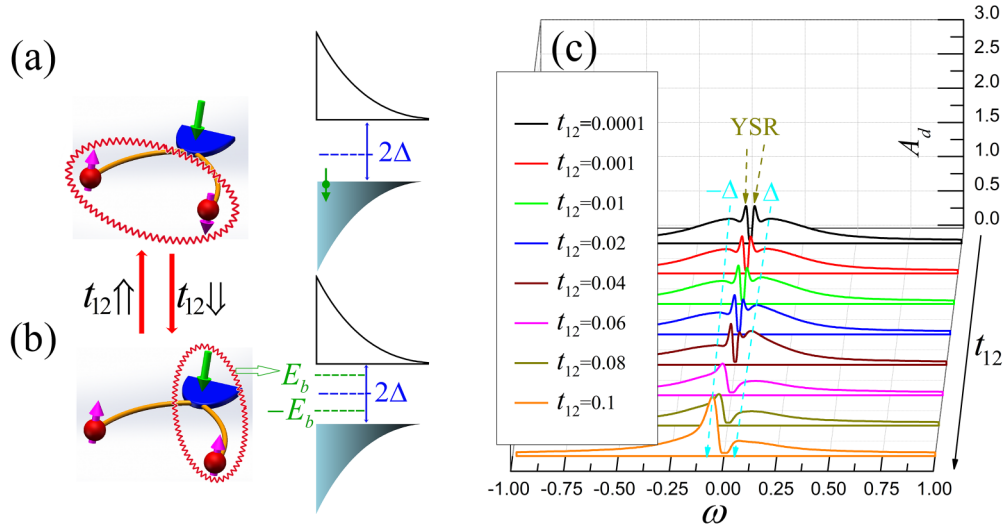 (a)
2Δ
t12⇑
t12⇓
(b)
Eb
-Eb
2Δ
(c)
t12=0.0001
t12=0.001
t12=0.01
t12=0.02
t12=0.04
t12=0.06
t12=0.08
t12=0.1
YSR
-Δ
Δ
3.0
2.5
2.0
1.5
1.0
0.5
0.0
Ad
t12
-1.00 -0.75 -0.50 -0.25 0.00 0.25 0.50 0.75 1.00
ω